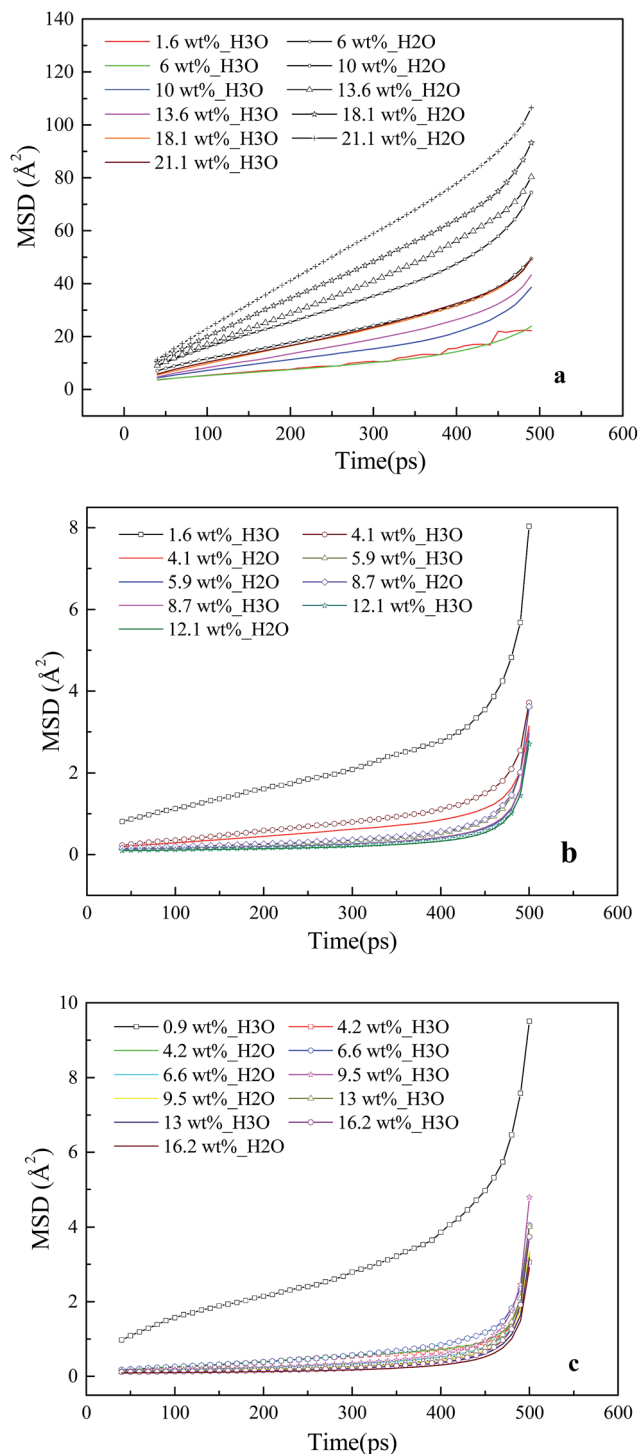 140
120
100
80
60
40
20
0
MSD (Å²)
1.6 wt%_H3O
6 wt%_H2O
6 wt%_H3O
10 wt%_H2O
10 wt%_H3O
13.6 wt%_H2O
13.6 wt%_H3O
18.1 wt%_H2O
18.1 wt%_H3O
21.1 wt%_H2O
21.1 wt%_H3O
a
0 100 200 300 400 500 600
Time(ps)
8
6
4
2
0
MSD (Å²)
1.6 wt%_H3O
4.1 wt%_H3O
4.1 wt%_H2O
5.9 wt%_H3O
5.9 wt%_H2O
8.7 wt%_H2O
8.7 wt%_H3O
12.1 wt%_H3O
12.1 wt%_H2O
b
0 100 200 300 400 500 600
Time(ps)
10
8
6
4
2
0
MSD (Å²)
0.9 wt%_H3O
4.2 wt%_H3O
4.2 wt%_H2O
6.6 wt%_H3O
6.6 wt%_H2O
9.5 wt%_H3O
9.5 wt%_H2O
13 wt%_H3O
13 wt%_H3O
16.2 wt%_H3O
16.2 wt%_H2O
c
0 100 200 300 400 500 600
Time(ps)